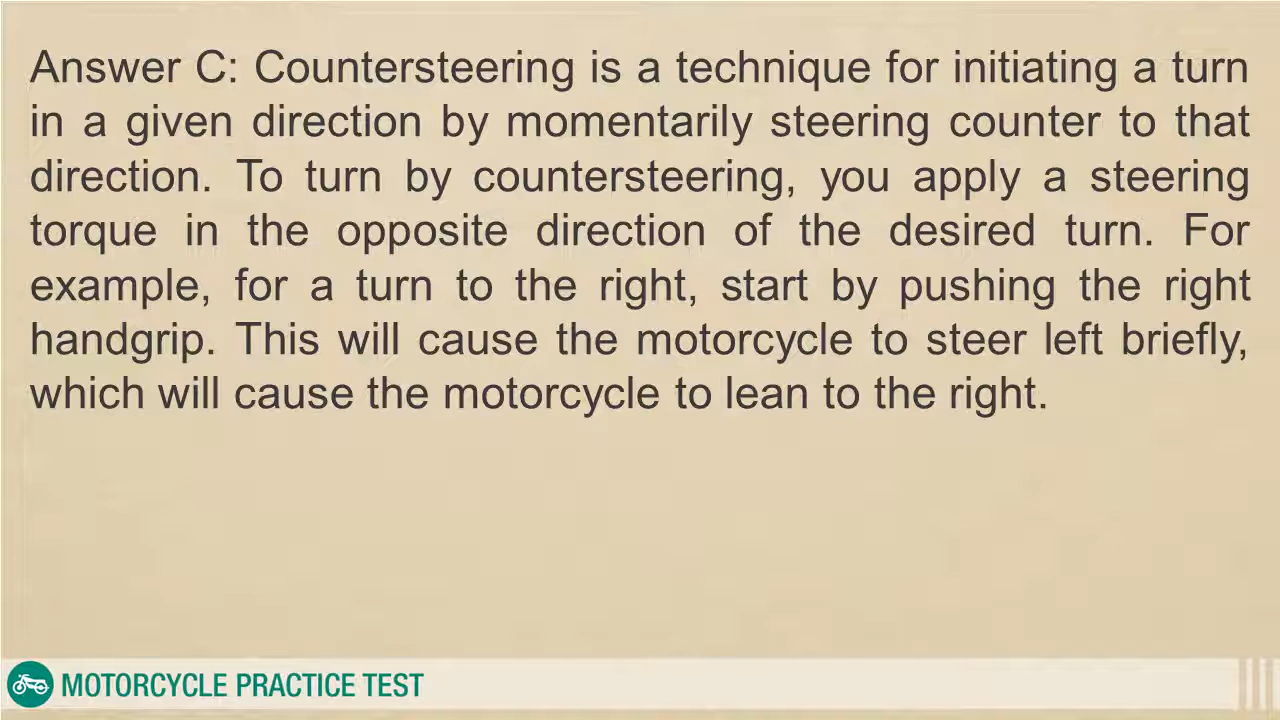 Answer C: Countersteering is a technique for initiating a turn
in a given direction by momentarily steering counter to that
direction. To turn by countersteering, you apply a steering
torque in the opposite direction of the desired turn. For
example, for a turn to the right, start by pushing the right
handgrip. This will cause the motorcycle to steer left briefly,
which will cause the motorcycle to lean to the right.
MOTORCYCLE PRACTICE TEST